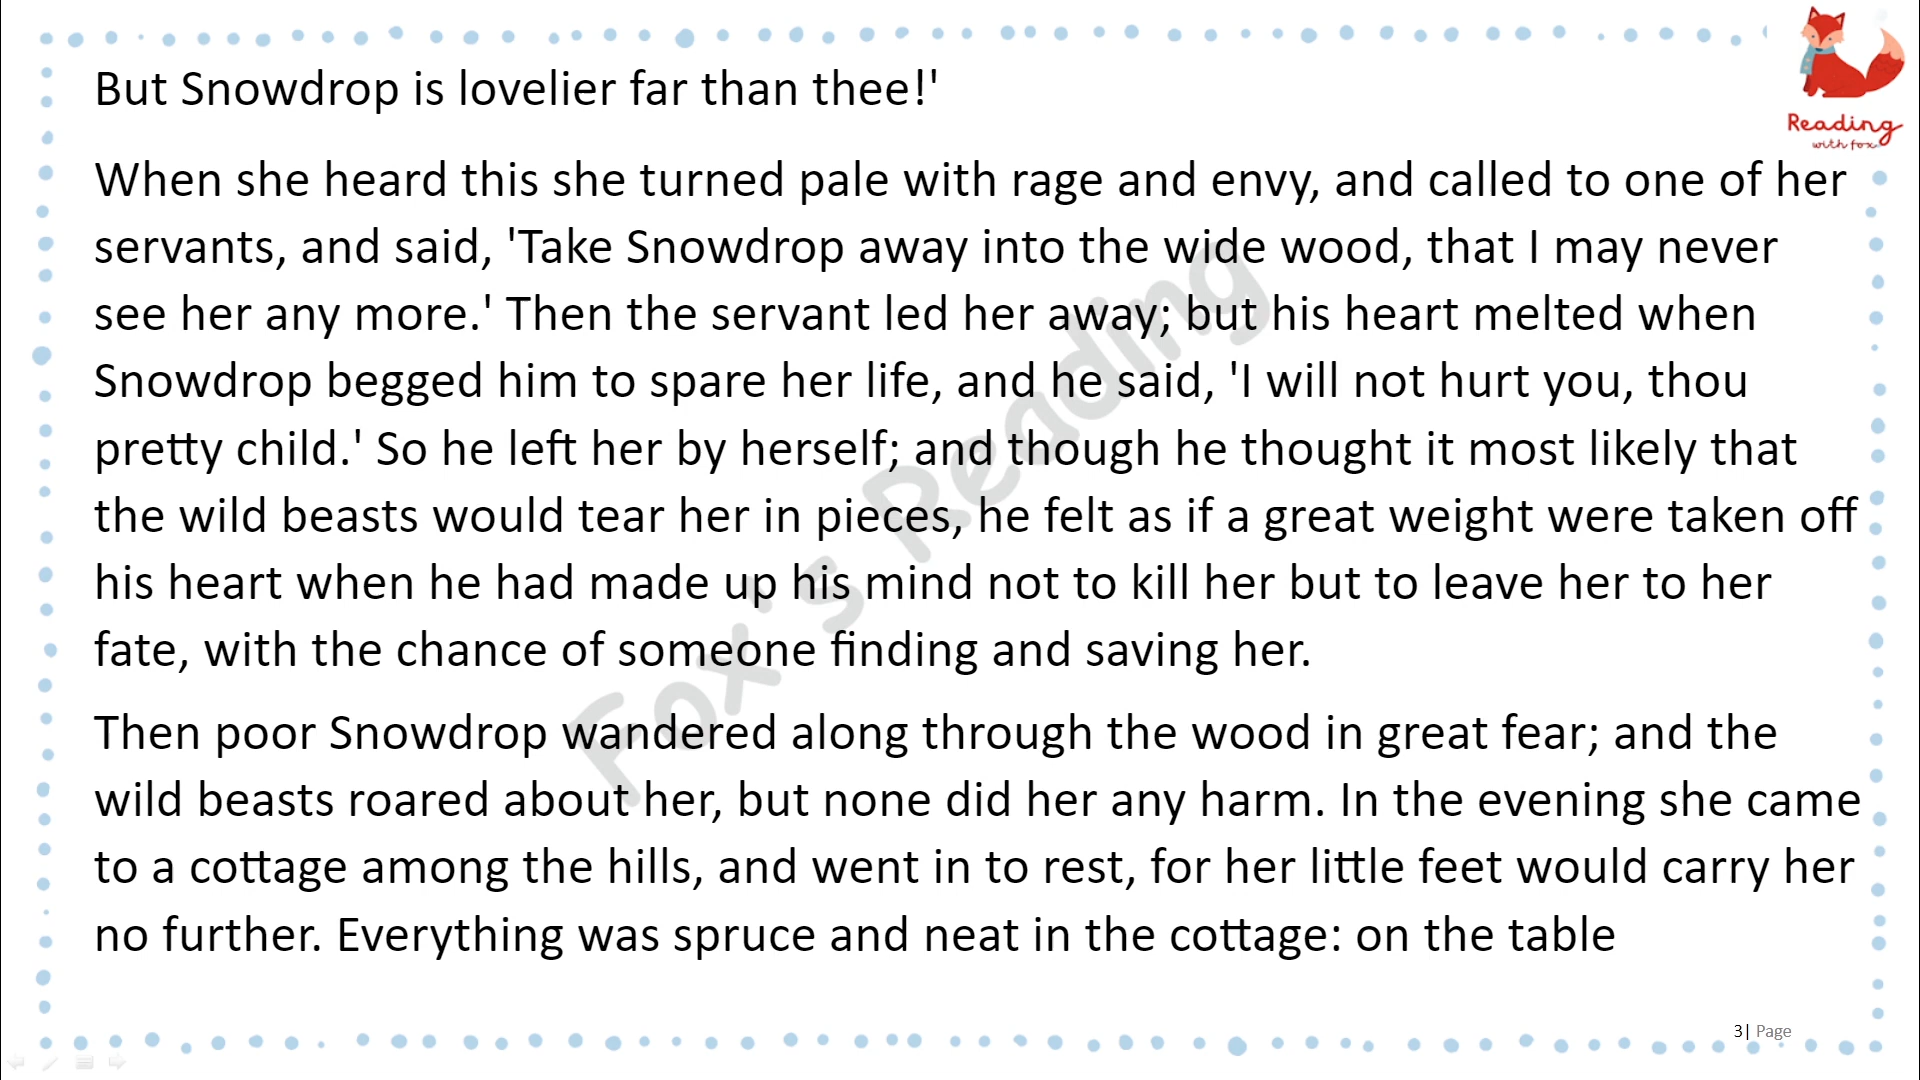 But Snowdrop is lovelier far than thee!'
Reading
with fox
When she heard this she turned pale with rage and envy, and called to one of her
servants, and said, 'Take Snowdrop away into the wide wood, that I may never
see her any more.' Then the servant led her away; but his heart melted when
Snowdrop begged him to spare her life, and he said, 'I will not hurt you, thou
pretty child.' So he left her by herself; and though he thought it most likely that
the wild beasts would tear her in pieces, he felt as if a great weight were taken off
his heart when he had made up his mind not to kill her but to leave her to her
fate, with the chance of someone finding and saving her.
Then poor Snowdrop wandered along through the wood in great fear; and the
wild beasts roared about her, but none did her any harm. In the evening she came
to a cottage among the hills, and went in to rest, for her little feet would carry her
no further. Everything was spruce and neat in the cottage: on the table
Fox's Reading
3| Page